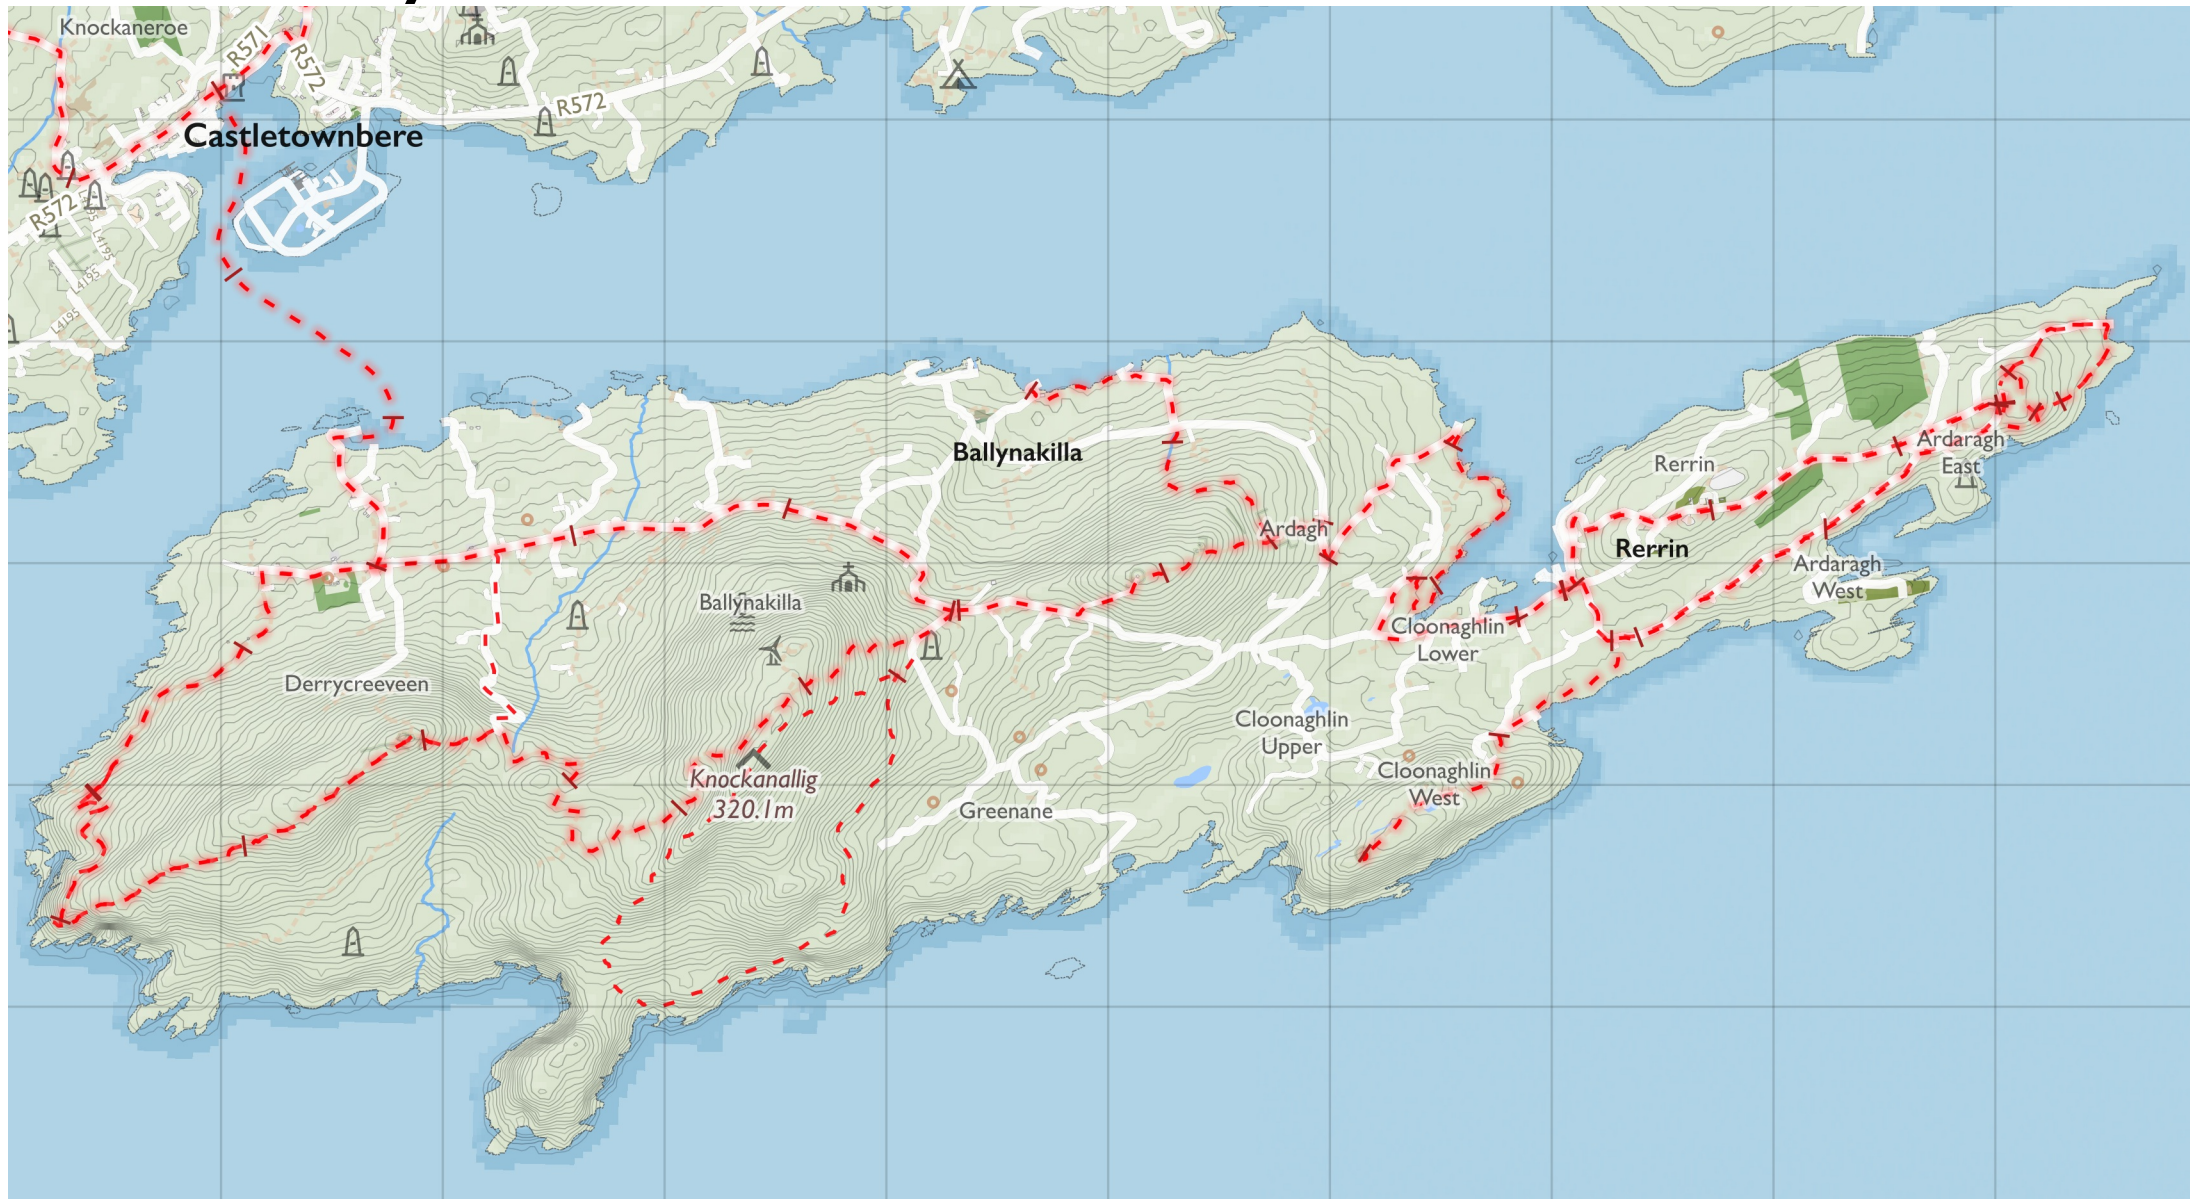 Knockaneroe
R571
R572
R572
Castletownbere
R572
L4195
L4195
L4195
L4195
Ballynakilla
Ardaragh
East
Rerrin
Ardagh
Rerrin
Ardaragh
West
Ballynakilla
Cloonaghlin
Lower
Derrycreeveen
Cloonaghlin
Upper
Knockanallig
320.1m
Cloonaghlin
West
Greenane